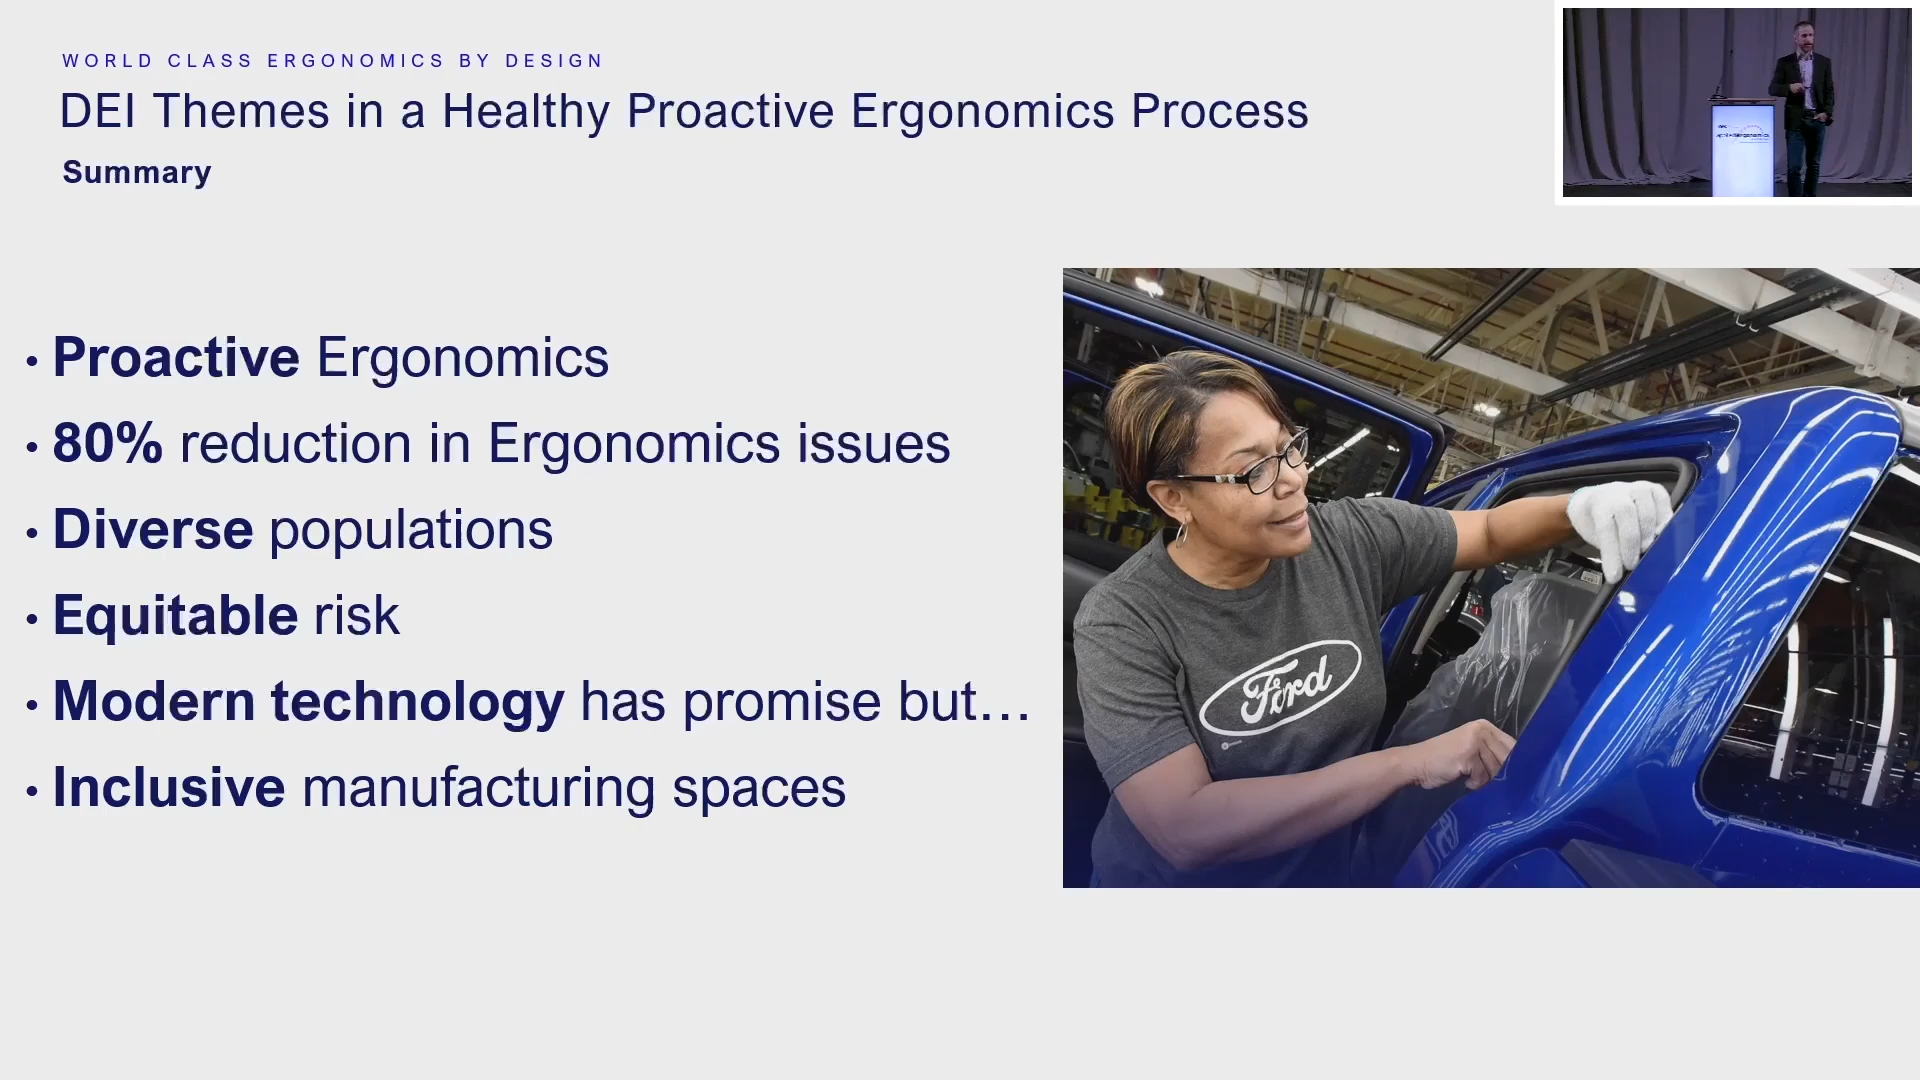 WORLD CLASS ERGONOMICS BY DESIGN
DEI Themes in a Healthy Proactive Ergonomics Process
Summary
• Proactive Ergonomics
• 80% reduction in Ergonomics issues
• Diverse populations
• Equitable risk
• Modern technology has promise but…
• Inclusive manufacturing spaces
Ford